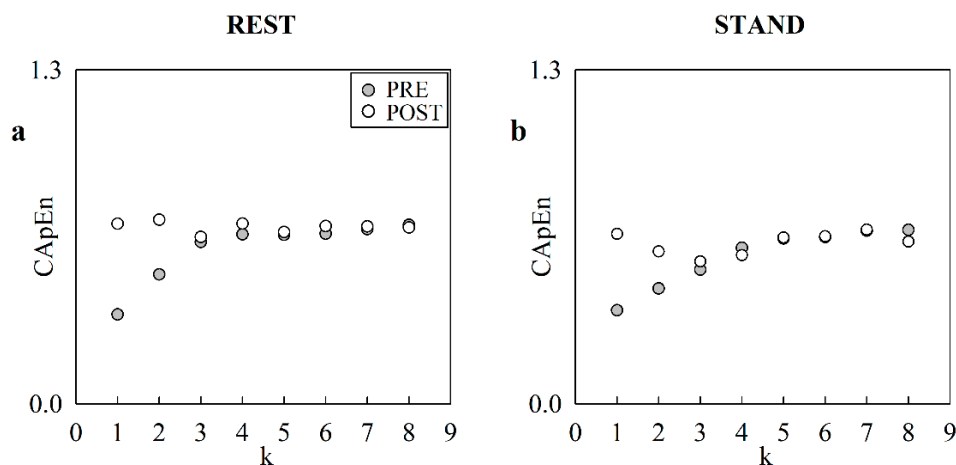 REST
a
1.3
CApEn
0.0
PRE
POST
0 1 2 3 4 5 6 7 8 9
k
STAND
b
1.3
CApEn
0.0
0 1 2 3 4 5 6 7 8 9
k